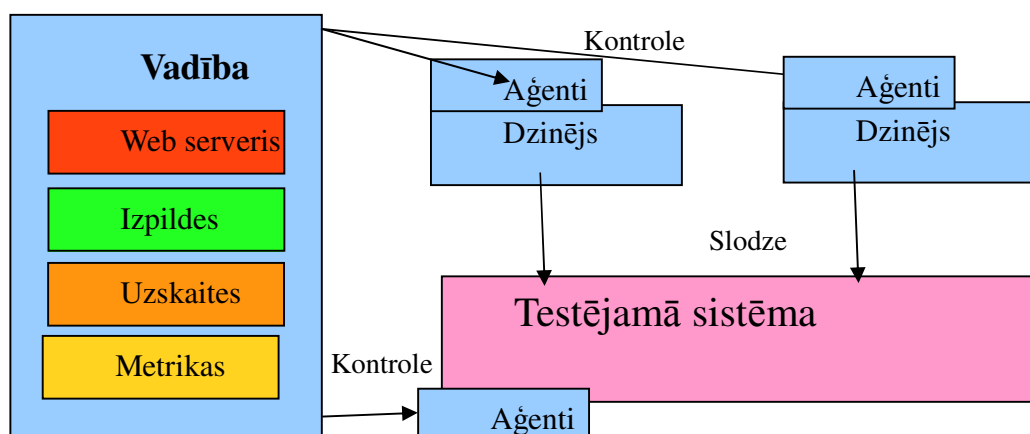 Vadība
Web serveris
Izpildes
Uzskaites
Metrikas
Kontrole
Aģenti
Dzinējs
Aģenti
Dzinējs
Slodze
Testējamā sistēma
Kontrole
Aģenti